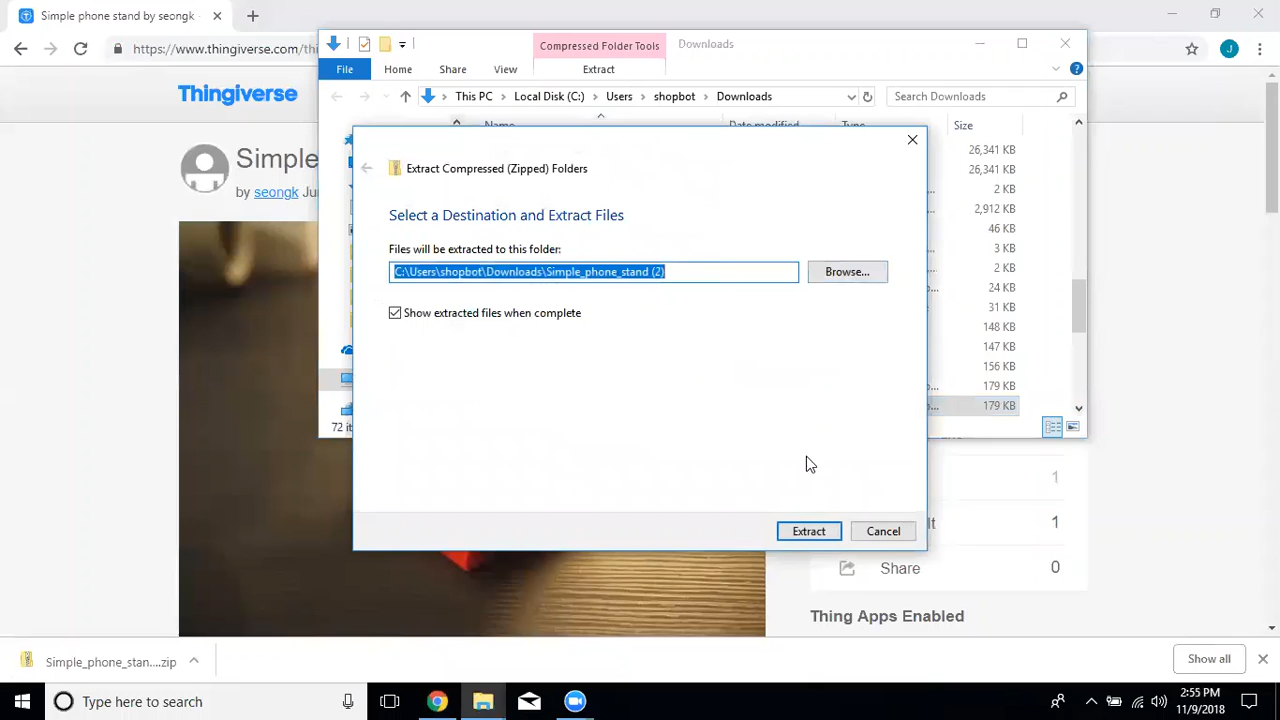 Simple phone stand by seongk
https://www.thingiverse.com/thi
Compressed Folder Tools
Downloads
File
Home
Share
View
Extract
This PC
Local Disk (C:)
Users
shopbot
Downloads
Search Downloads
Thingiverse
Size
Simple
by seongk Jun
Extract Compressed (Zipped) Folders
Select a Destination and Extract Files
Files will be extracted to this folder:
C:\Users\shopbot\Downloads\Simple_phone_stand (2)
Browse...
Show extracted files when complete
26,341 KB
26,341 KB
2 KB
2,912 KB
46 KB
3 KB
2 KB
24 KB
31 KB
148 KB
147 KB
156 KB
179 KB
179 KB
72 it
Extract
Cancel
1
It
1
Share
0
Thing Apps Enabled
Simple_phone_stan....zip
Show all
Type here to search
2:55 PM
11/9/2018